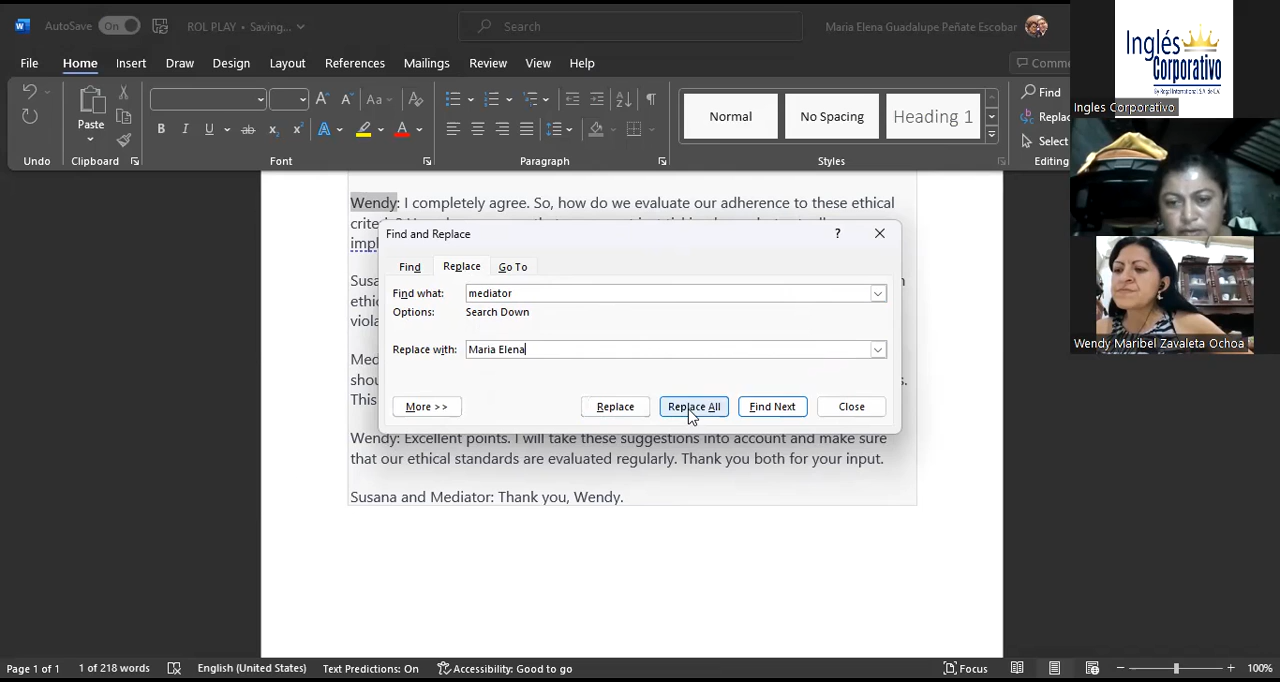 AutoSave On ROL PLAY • Saving... Search Maria Elena Guadalupe Peñate Escobar
File Home Insert Draw Design Layout References Mailings Review View Help Comme
Paste
Undo Clipboard Font Paragraph
Normal No Spacing Heading 1
Styles
Find
Replac
Select
Editing
Wendy: I completely agree. So, how do we evaluate our adherence to these ethical
Find and Replace
Find Replace Go To
Find what: mediator
Options: Search Down
Replace with: Maria Elena
More >> Replace Replace All Find Next Close
Wendy: Excellent points. I will take these suggestions into account and make sure
that our ethical standards are evaluated regularly. Thank you both for your input.
Susana and Mediator: Thank you, Wendy.
Page 1 of 1 1 of 218 words English (United States) Text Predictions: On Accessibility: Good to go Focus 100%
Inglés
Corporativo
Ingles Corporativo
Wendy Maribel Zavaleta Ochoa